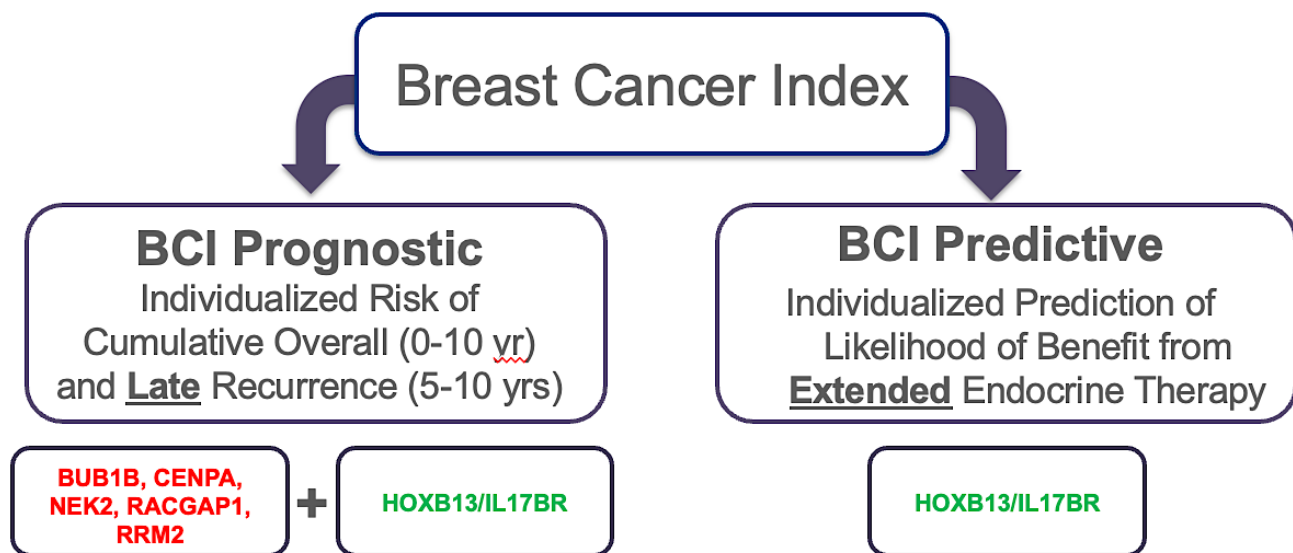 Breast Cancer Index
BCI Prognostic
Individualized Risk of
Cumulative Overall (0-10 yr)
and Late Recurrence (5-10 yrs)
BCI Predictive
Individualized Prediction of
Likelihood of Benefit from
Extended Endocrine Therapy
BUB1B, CENPA,
NEK2, RACGAP1,
RRM2
+
HOXB13/IL17BR
HOXB13/IL17BR